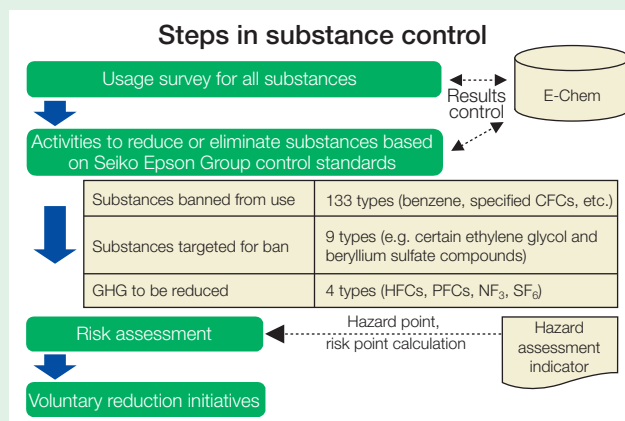 Steps in substance control
Usage survey for all substances
Results
control
E-Chem
Activities to reduce or eliminate substances based
on Seiko Epson Group control standards
Substances banned from use
133 types (benzene, specified CFCs, etc.)
Substances targeted for ban
9 types (e.g. certain ethylene glycol and
beryllium sulfate compounds)
GHG to be reduced
4 types (HFCs, PFCs, NF₃, SF₆)
Risk assessment
Hazard point,
risk point calculation
Hazard
assessment
indicator
Voluntary reduction initiatives